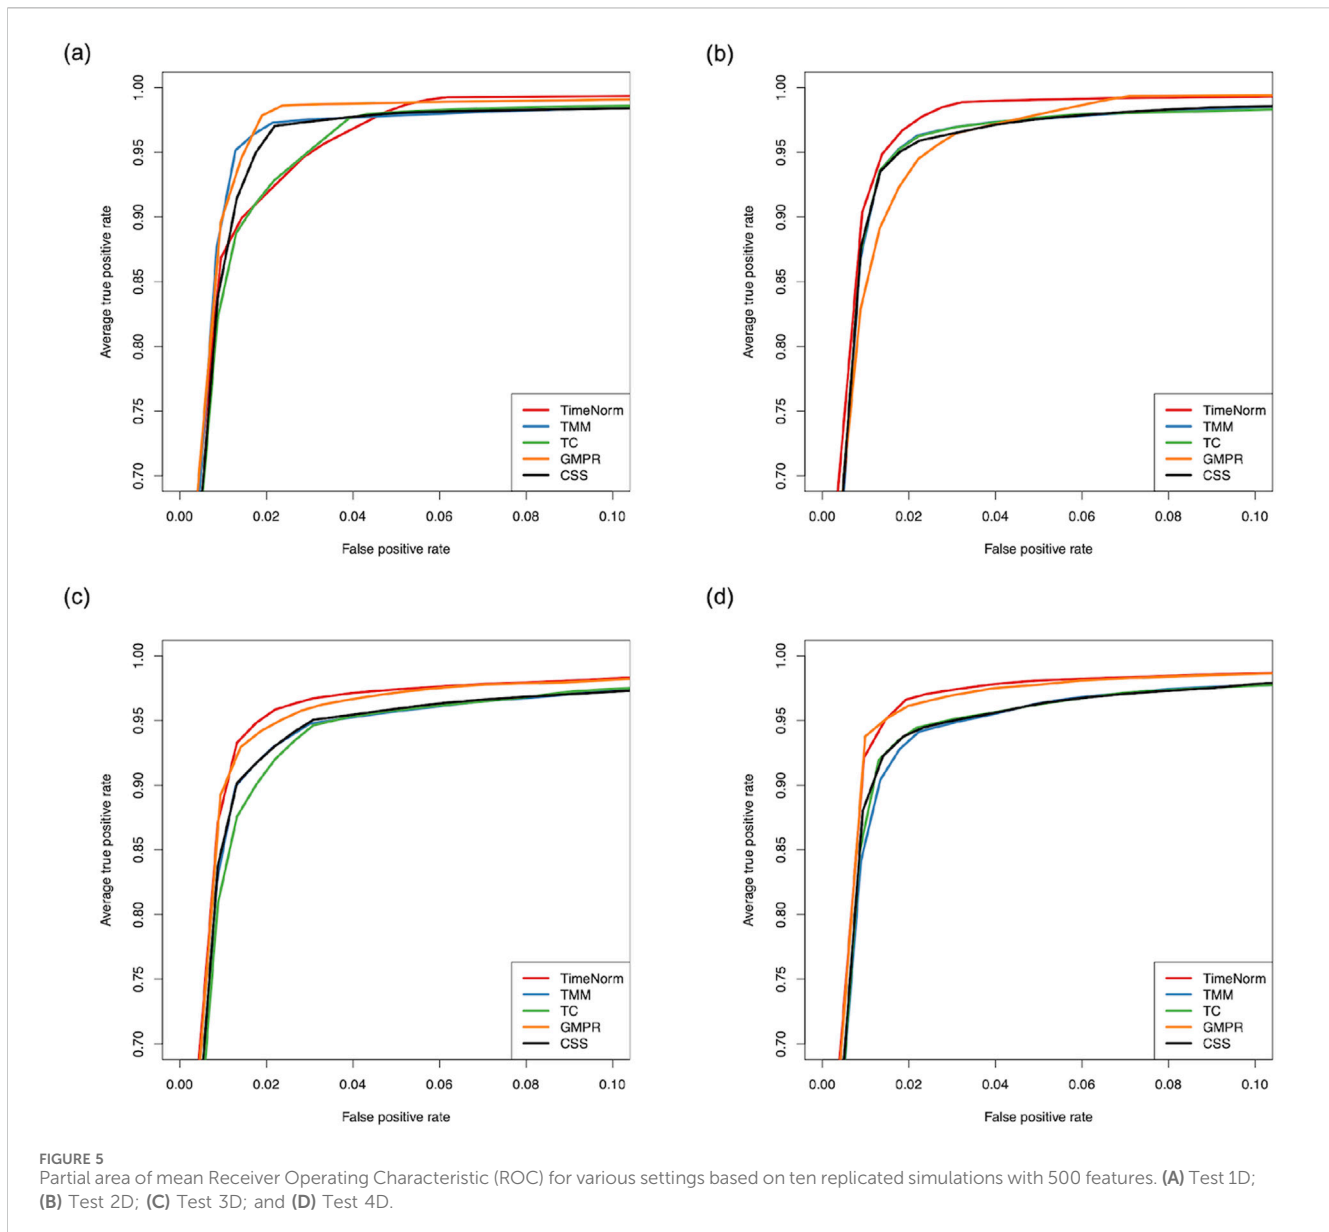 (a)
1.00
0.95
0.90
0.85
0.80
0.75
0.70
Average true positive rate
TimeNorm
TMM
TC
GMPR
CSS
0.00 0.02 0.04 0.06 0.08 0.10
False positive rate
(b)
1.00
0.95
0.90
0.85
0.80
0.75
0.70
Average true positive rate
TimeNorm
TMM
TC
GMPR
CSS
0.00 0.02 0.04 0.06 0.08 0.10
False positive rate
(c)
1.00
0.95
0.90
0.85
0.80
0.75
0.70
Average true positive rate
TimeNorm
TMM
TC
GMPR
CSS
0.00 0.02 0.04 0.06 0.08 0.10
False positive rate
(d)
1.00
0.95
0.90
0.85
0.80
0.75
0.70
Average true positive rate
TimeNorm
TMM
TC
GMPR
CSS
0.00 0.02 0.04 0.06 0.08 0.10
False positive rate
FIGURE 5
Partial area of mean Receiver Operating Characteristic (ROC) for various settings based on ten replicated simulations with 500 features. (A) Test 1D;
(B) Test 2D; (C) Test 3D; and (D) Test 4D.